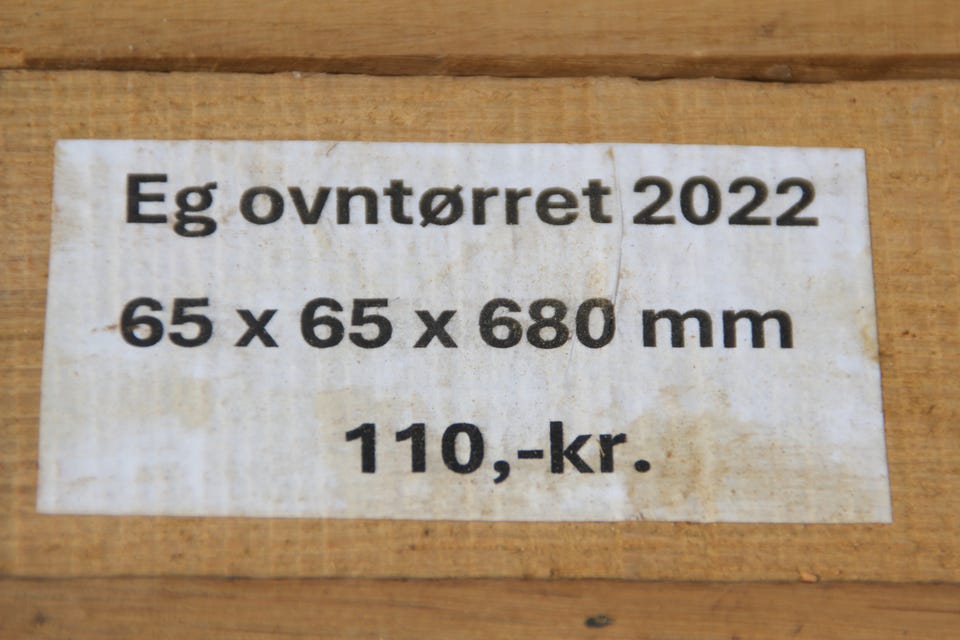 Eg ovntørret 2022
65 x 65 x 680 mm
110,-kr.